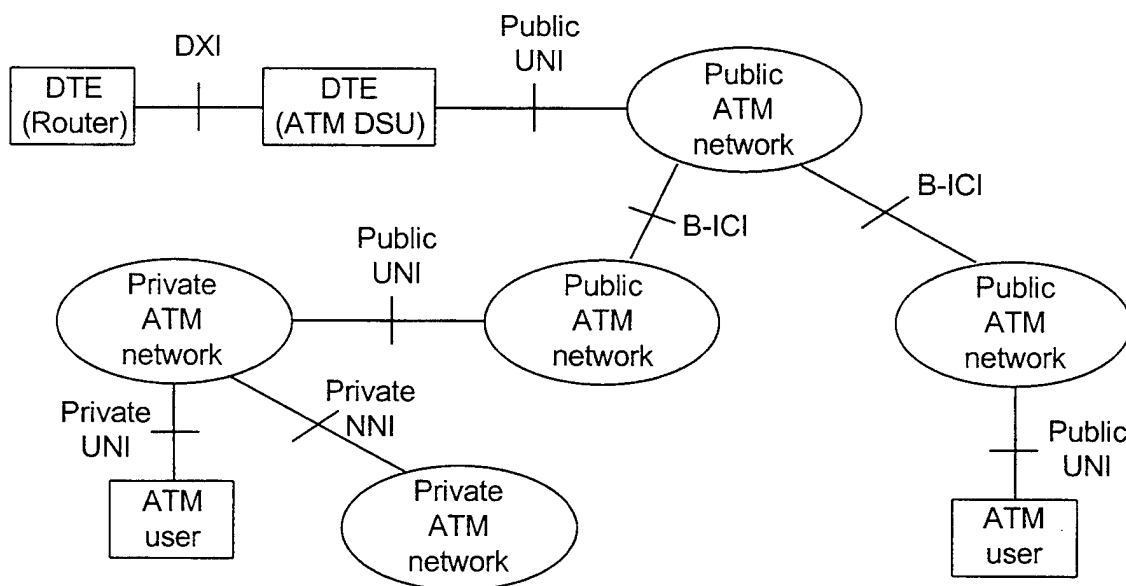 DXI
Public
UNI
DTE
(Router)
DTE
(ATM DSU)
Public
ATM
network
B-ICI
B-ICI
Public
UNI
Private
ATM
network
Public
ATM
network
Public
ATM
network
Private
UNI
Private
NNI
Public
UNI
ATM
user
Private
ATM
network
ATM
user